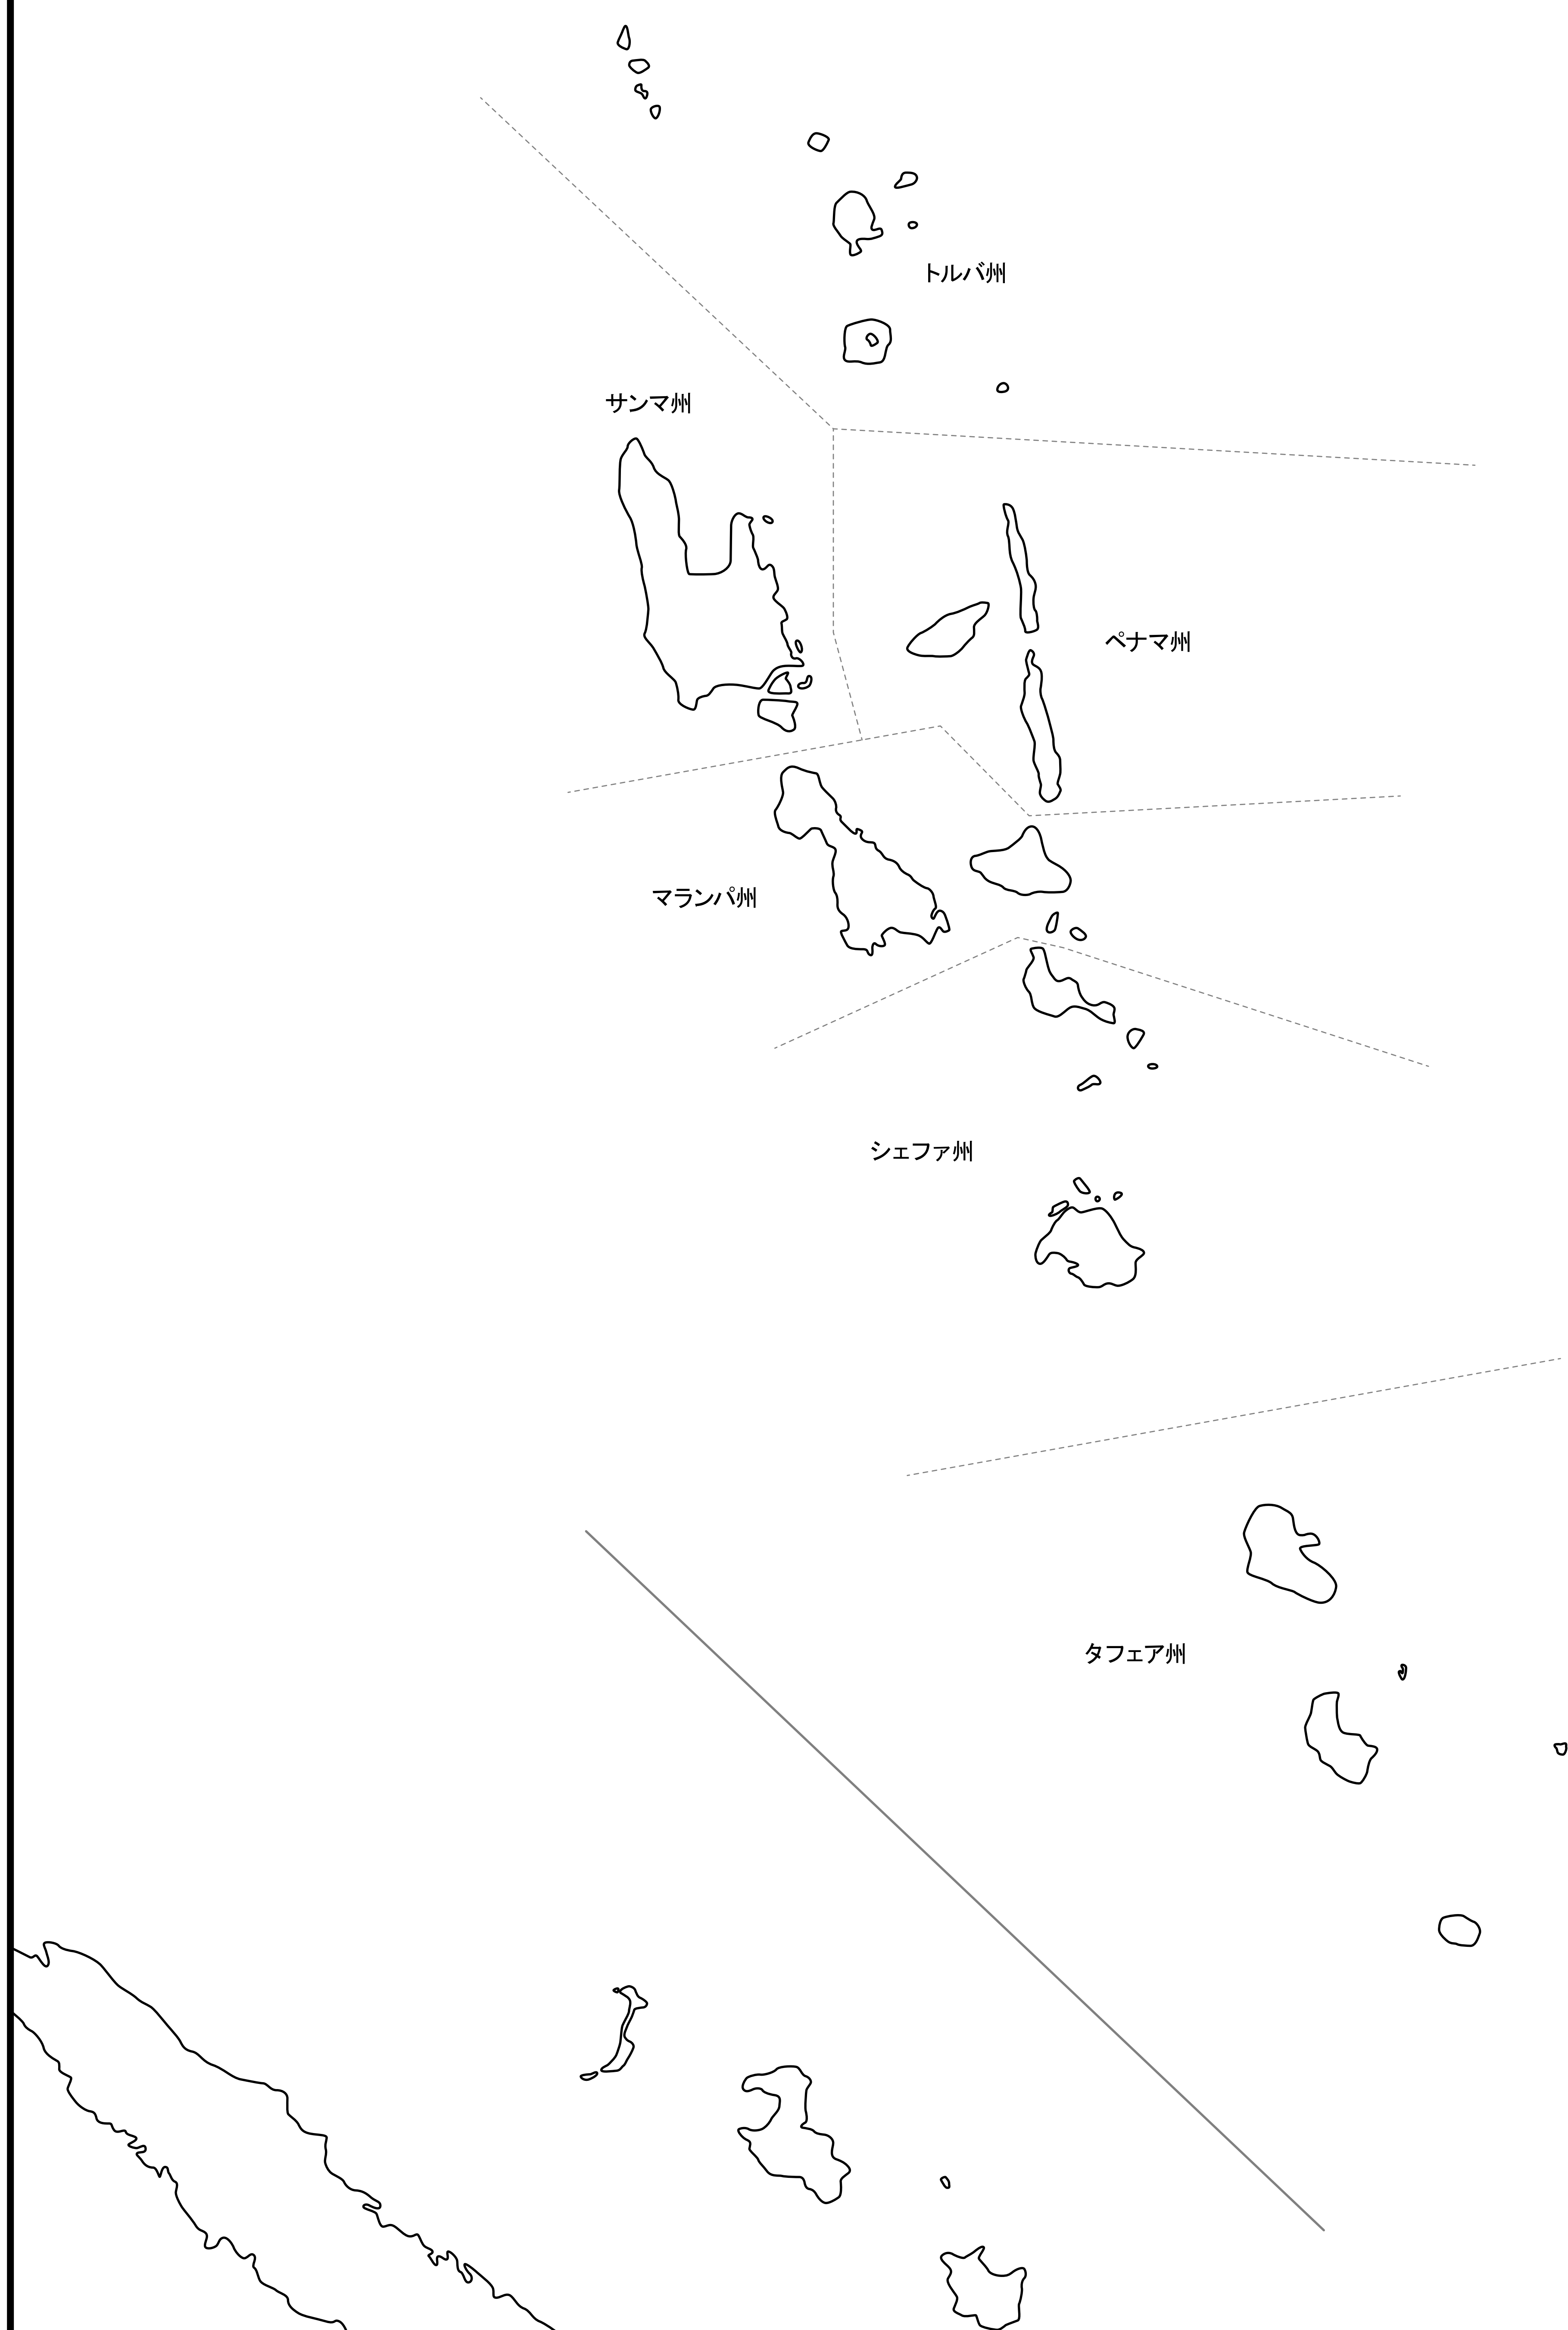 トルバ州
サンマ州
ペナマ州
マランパ州
シェファ州
タフェア州